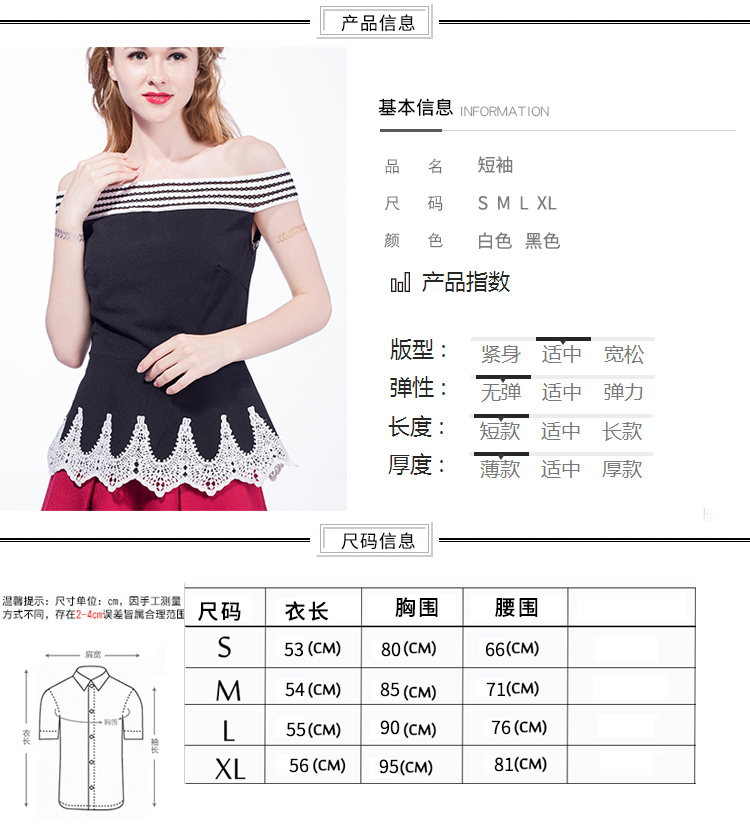 产品信息
基本信息 INFORMATION
品 名 短袖
尺 码 S M L XL
颜 色 白色 黑色
产品指数
版型： 紧身 适中 宽松
弹性： 无弹 适中 弹力
长度： 短款 适中 长款
厚度： 薄款 适中 厚款
尺码信息
温馨提示：尺寸单位：cm，因手工测量
方式不同，存在2-4cm误差皆属合理范围
肩宽
胸围
衣长
袖长
尺码 衣长 胸围 腰围
S 53(CM) 80(CM) 66(CM)
M 54(CM) 85(CM) 71(CM)
L 55(CM) 90(CM) 76(CM)
XL 56(CM) 95(CM) 81(CM)